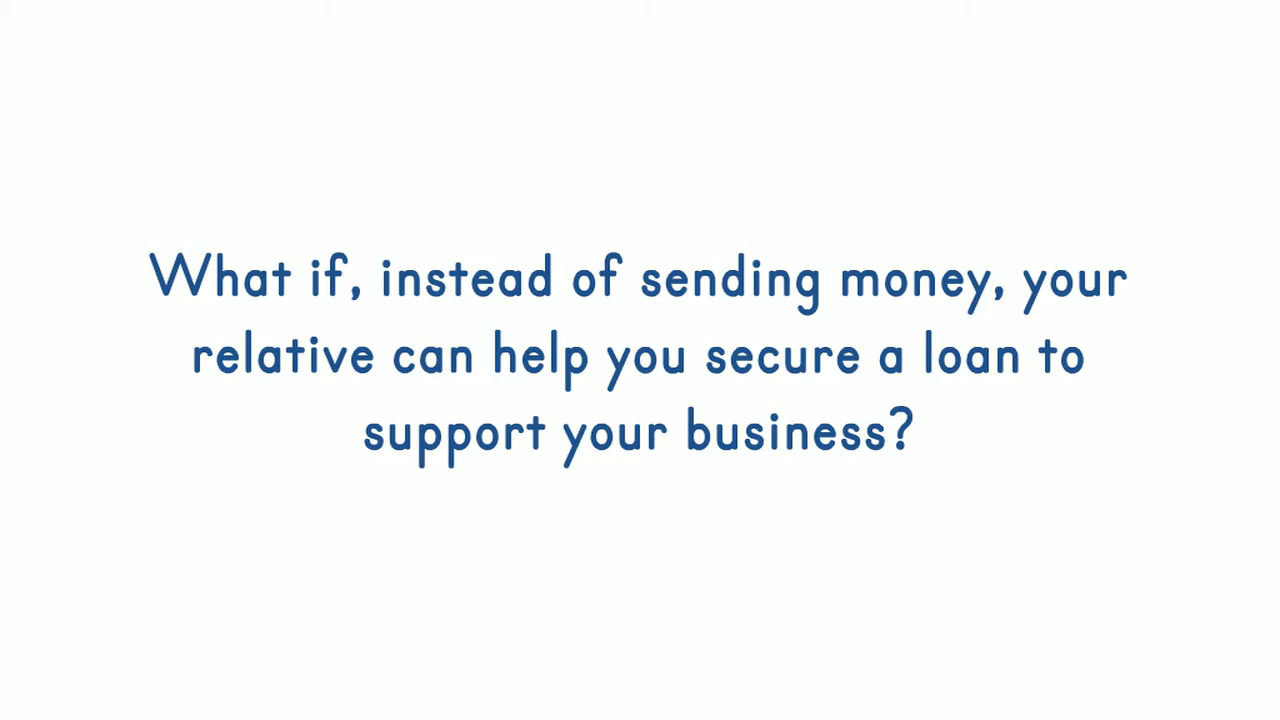 What if, instead of sending money, your
relative can help you secure a loan to
support your business?